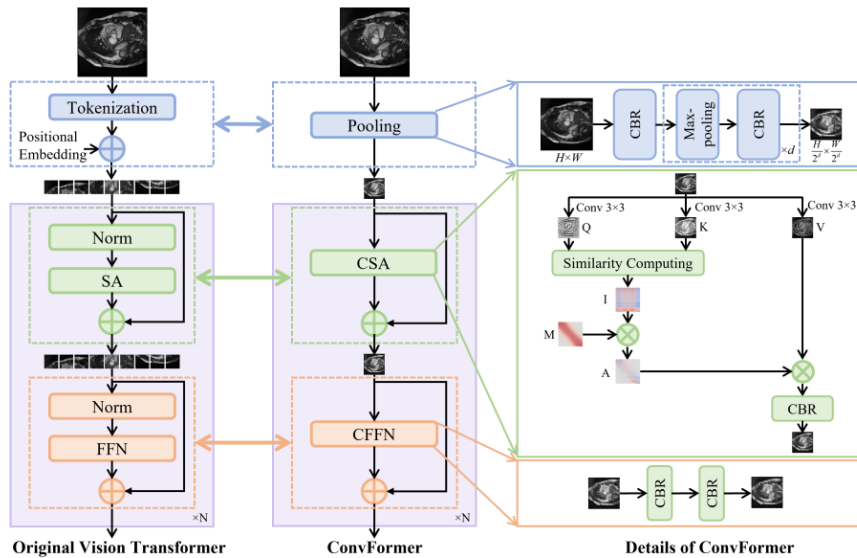 Tokenization
Positional
Embedding
Norm
SA
Norm
FFN
×N
Original Vision Transformer
Pooling
CSA
CFFN
×N
ConvFormer
H×W
CBR
Max-
pooling
CBR
×d
H/2^d × W/2^d
Conv 3×3
Conv 3×3
Conv 3×3
Q
K
V
Similarity Computing
I
M
A
CBR
CBR
CBR
Details of ConvFormer